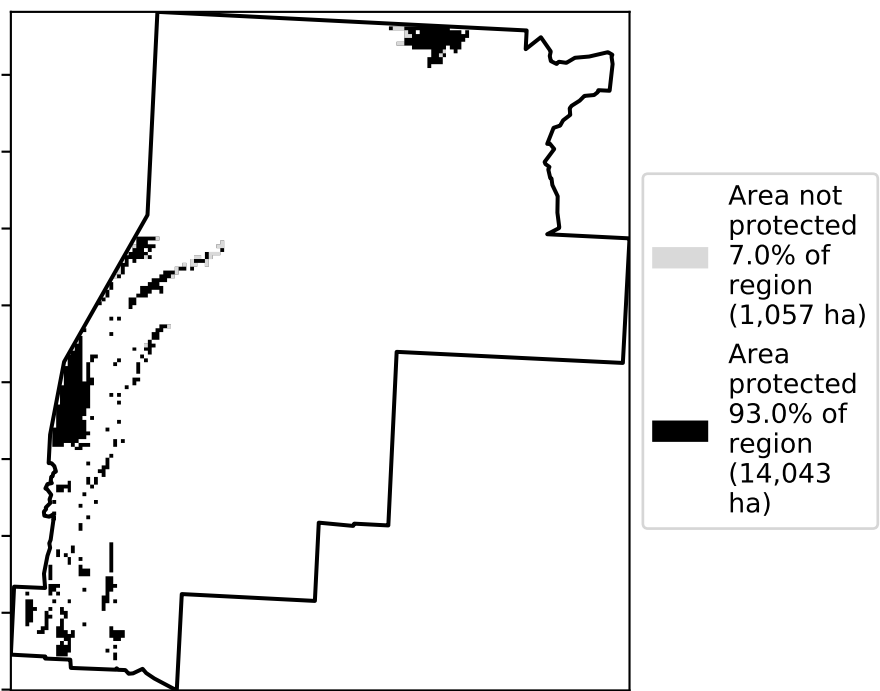 Area not
protected
7.0% of
region
(1,057 ha)
Area
protected
93.0% of
region
(14,043
ha)